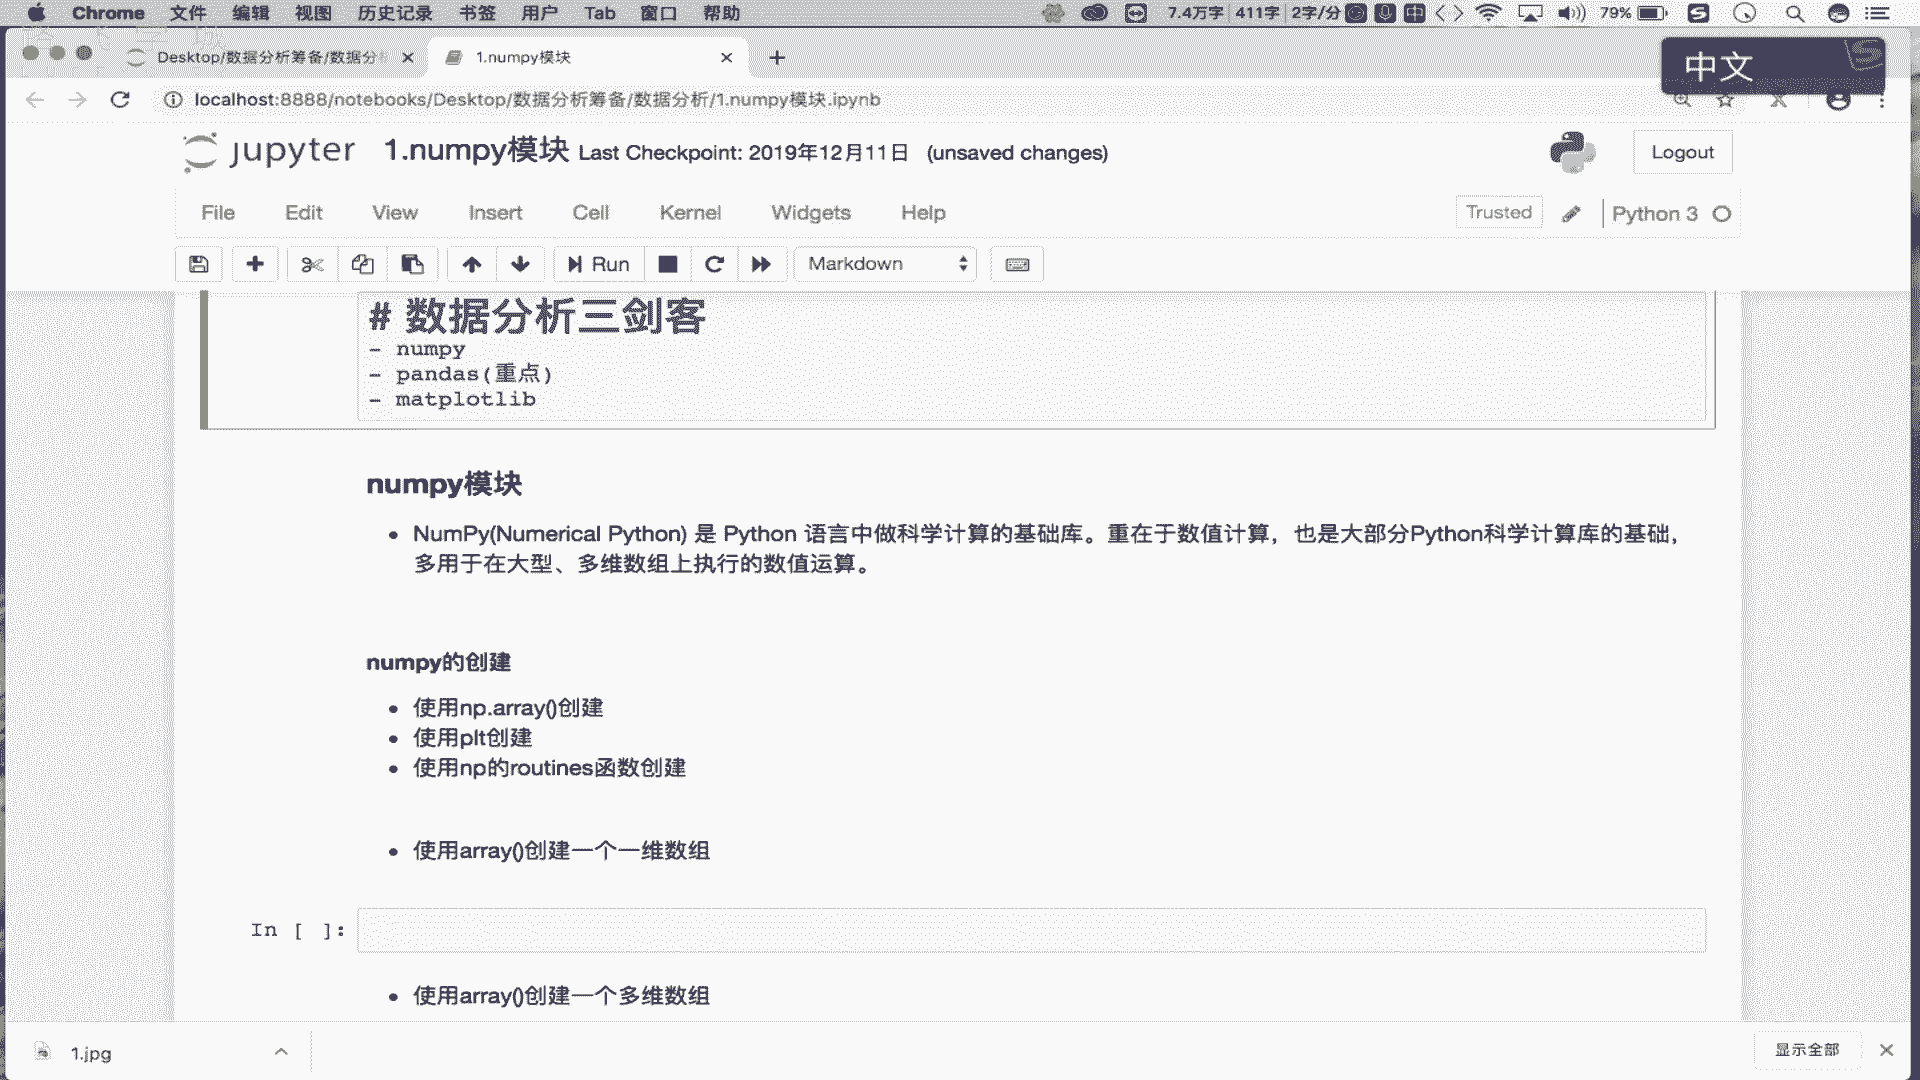 Chrome 文件 编辑 视图 历史记录 书签 用户 Tab 窗口 帮助 7.4万字 411字 2字/分 中 79%
Desktop/数据分析筹备/数据分 1.numpy模块
中文
localhost:8888/notebooks/Desktop/数据分析筹备/数据分析/1.numpy模块.ipynb
jupyter 1.numpy模块 Last Checkpoint: 2019年12月11日 (unsaved changes) Logout
File Edit View Insert Cell Kernel Widgets Help Trusted Python 3
Run Markdown
# 数据分析三剑客
- numpy
- pandas(重点)
- matplotlib
numpy模块
• NumPy(Numerical Python) 是 Python 语言中做科学计算的基础库。重在于数值计算，也是大部分Python科学计算库的基础，
多用于在大型、多维数组上执行的数值运算。
numpy的创建
• 使用np.array()创建
• 使用plt创建
• 使用np的routines函数创建
• 使用array()创建一个一维数组
In [ ]:
• 使用array()创建一个多维数组
1.jpg 显示全部